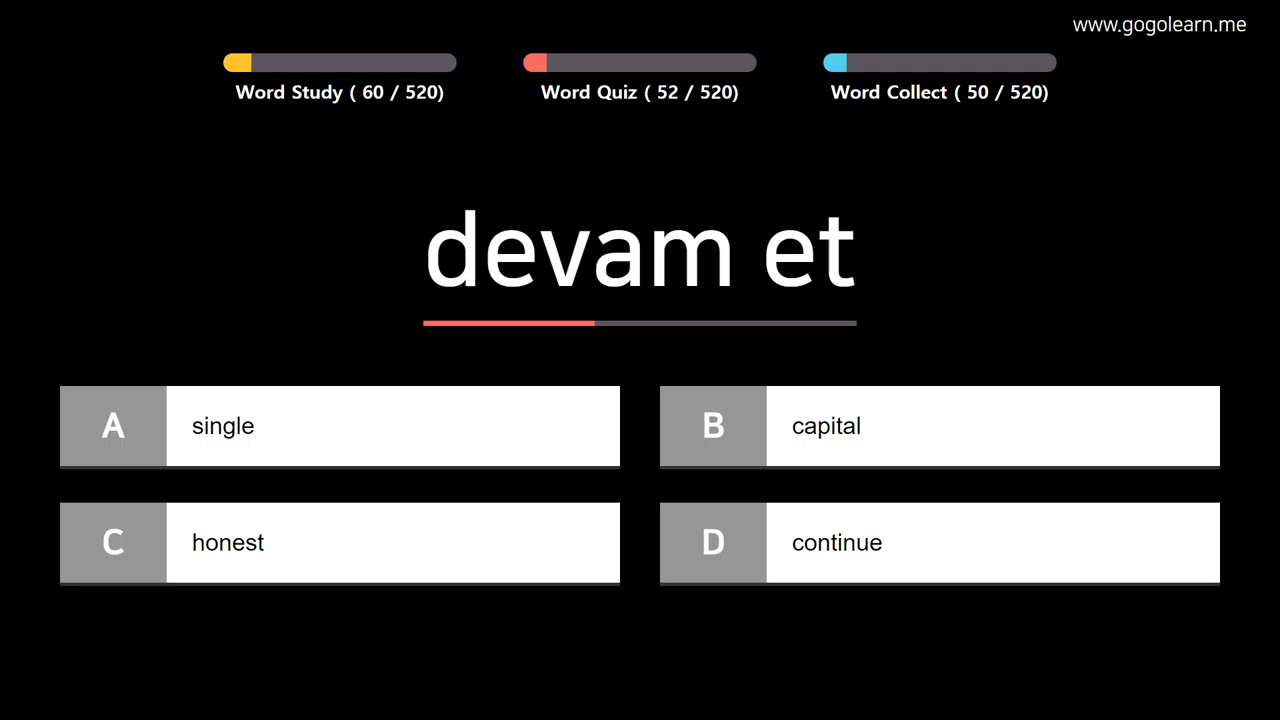 www.gogolearn.me
Word Study ( 60 / 520)
Word Quiz ( 52 / 520)
Word Collect ( 50 / 520)
devam et
A single
B capital
C honest
D continue